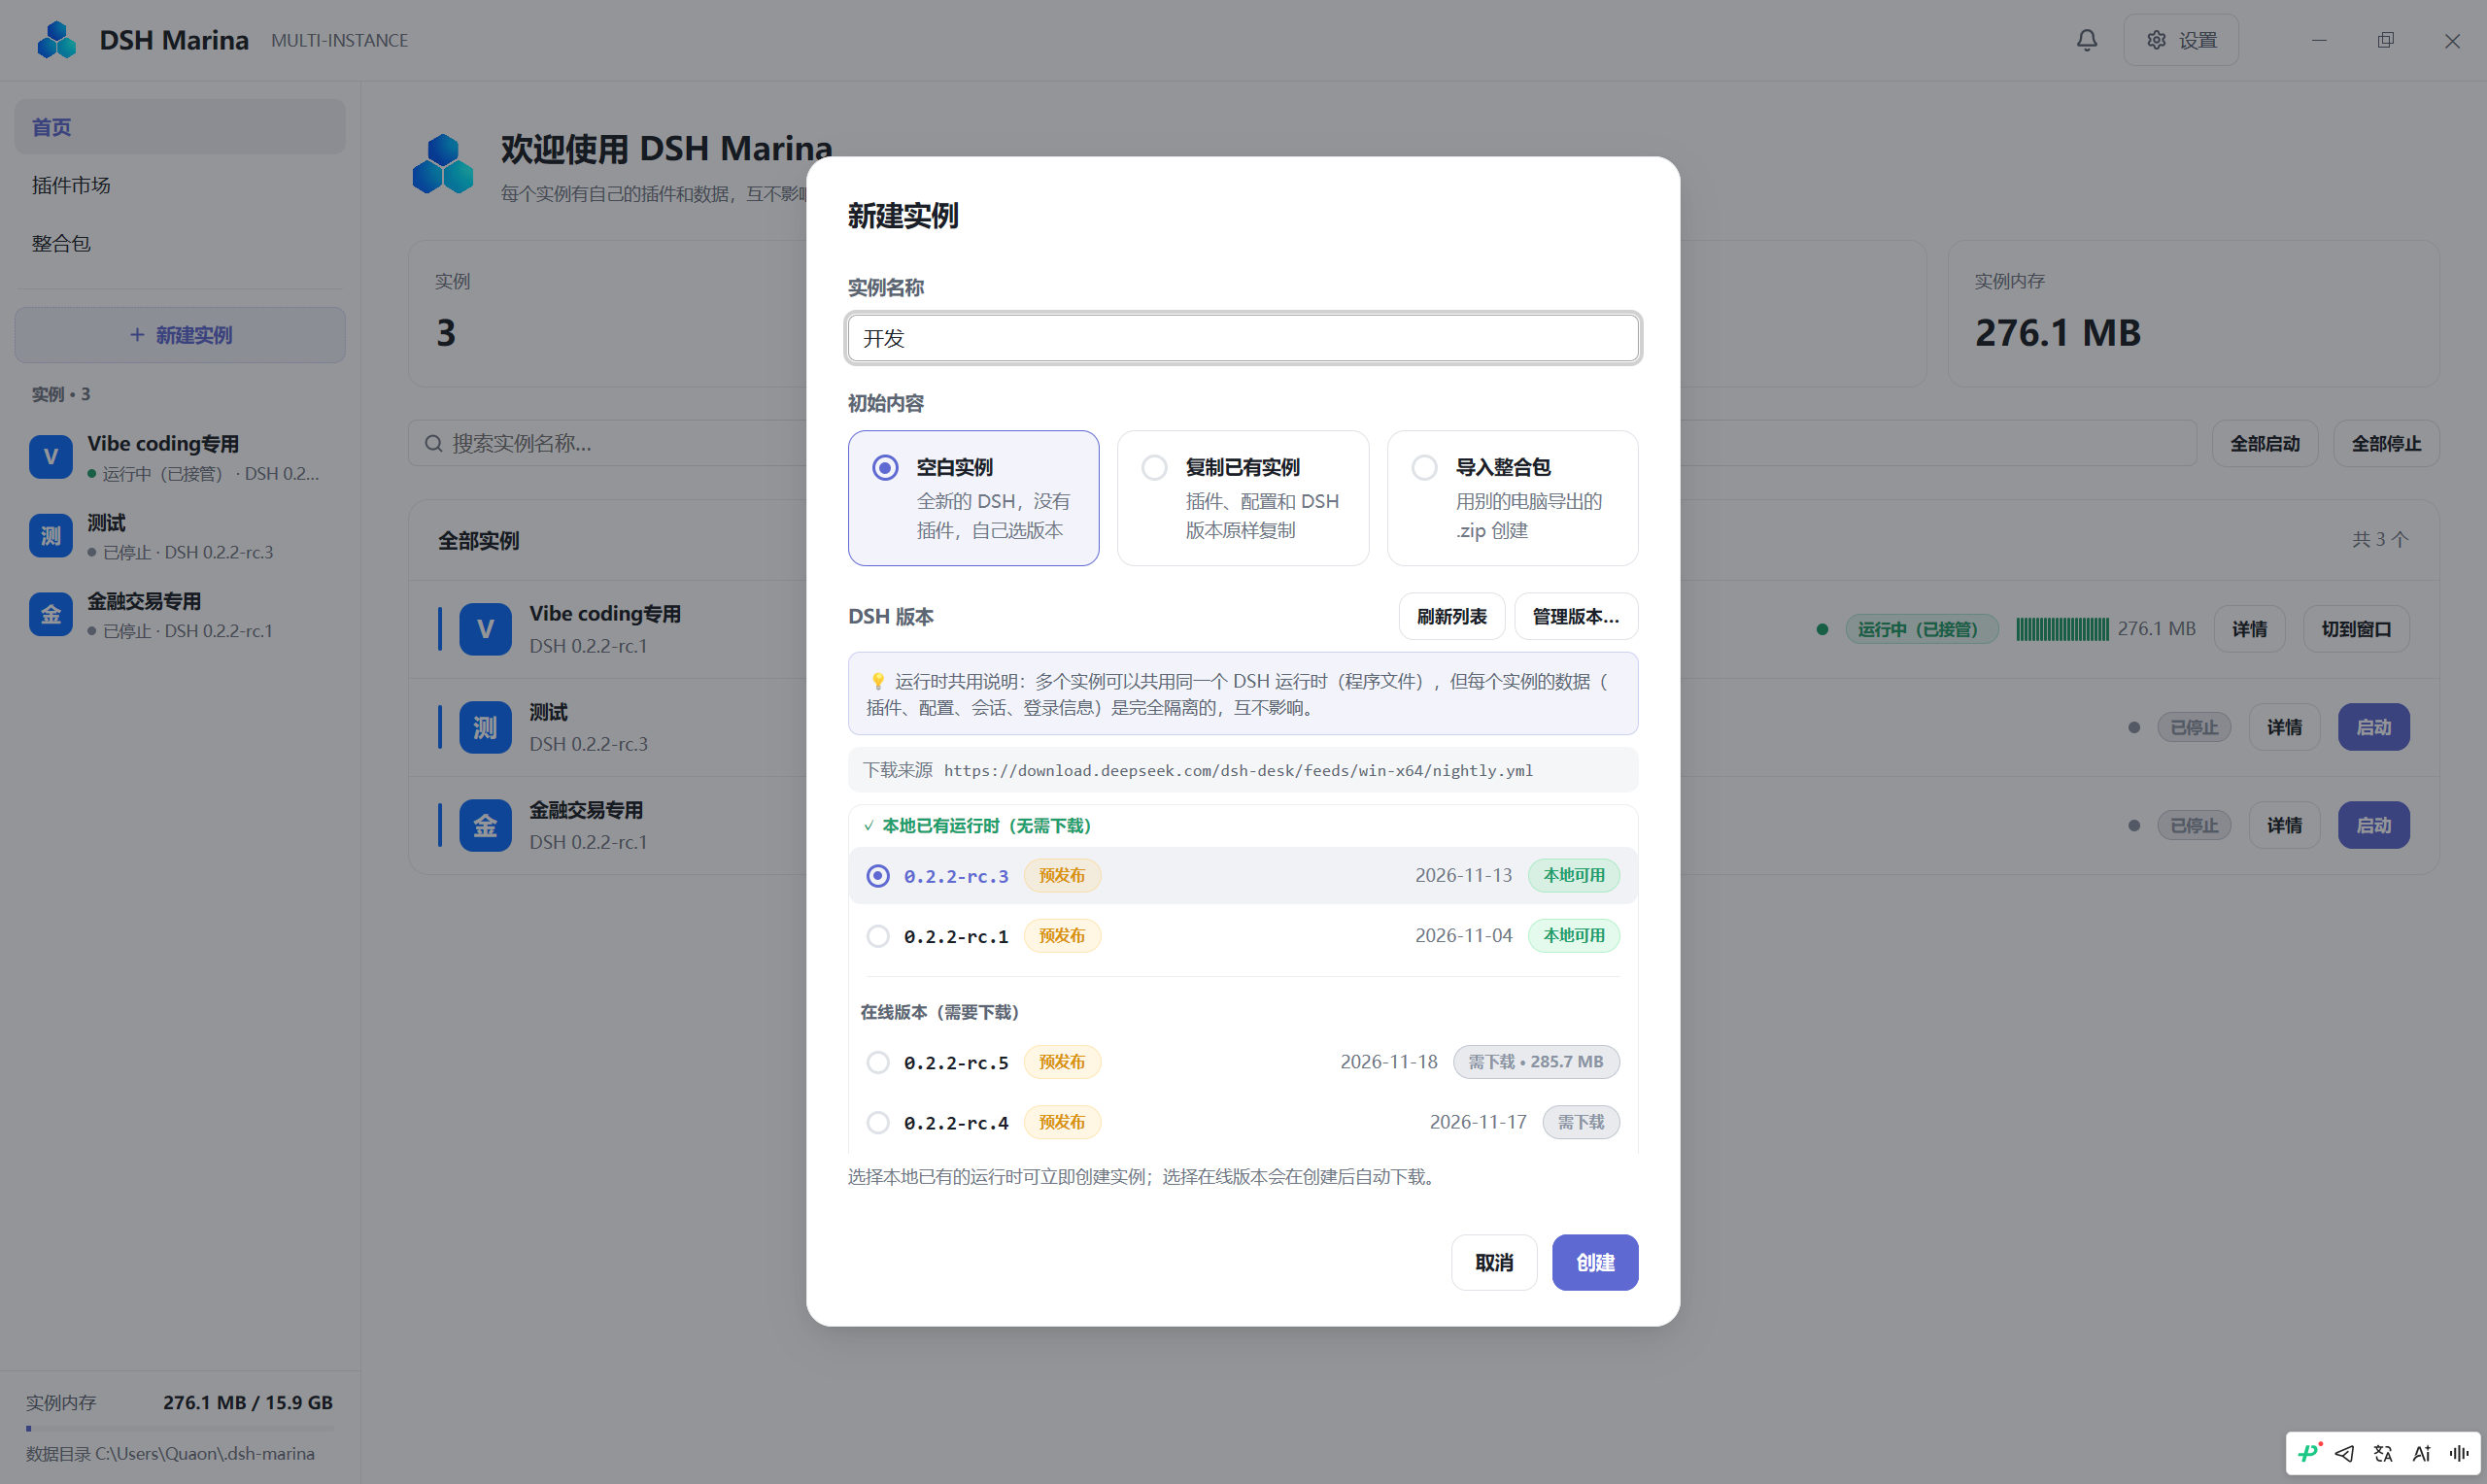 DSH Marina MULTI-INSTANCE
设置
首页
插件市场
整合包
+ 新建实例
实例 • 3
V
Vibe coding专用
运行中（已接管） · DSH 0.2...
测
测试
已停止 · DSH 0.2.2-rc.3
金
金融交易专用
已停止 · DSH 0.2.2-rc.1
实例内存 276.1 MB / 15.9 GB
数据目录 C:\Users\Quaon\.dsh-marina
欢迎使用 DSH Marina
每个实例有自己的插件和数据，互不影
实例
3
实例内存
276.1 MB
搜索实例名称...
全部启动
全部停止
全部实例
共 3 个
V
Vibe coding专用
DSH 0.2.2-rc.1
运行中（已接管）
276.1 MB
详情
切到窗口
测
测试
DSH 0.2.2-rc.3
已停止
详情
启动
金
金融交易专用
DSH 0.2.2-rc.1
已停止
详情
启动
新建实例
实例名称
开发
初始内容
空白实例
全新的 DSH，没有
插件，自己选版本
复制已有实例
插件、配置和 DSH
版本原样复制
导入整合包
用别的电脑导出的
.zip 创建
DSH 版本
刷新列表
管理版本...
💡 运行时共用说明：多个实例可以共用同一个 DSH 运行时（程序文件），但每个实例的数据（
插件、配置、会话、登录信息）是完全隔离的，互不影响。
下载来源 https://download.deepseek.com/dsh-desk/feeds/win-x64/nightly.yml
✓ 本地已有运行时（无需下载）
0.2.2-rc.3 预发布 2026-11-13 本地可用
0.2.2-rc.1 预发布 2026-11-04 本地可用
在线版本（需要下载）
0.2.2-rc.5 预发布 2026-11-18 需下载 • 285.7 MB
0.2.2-rc.4 预发布 2026-11-17 需下载
选择本地已有的运行时可立即创建实例；选择在线版本会在创建后自动下载。
取消
创建